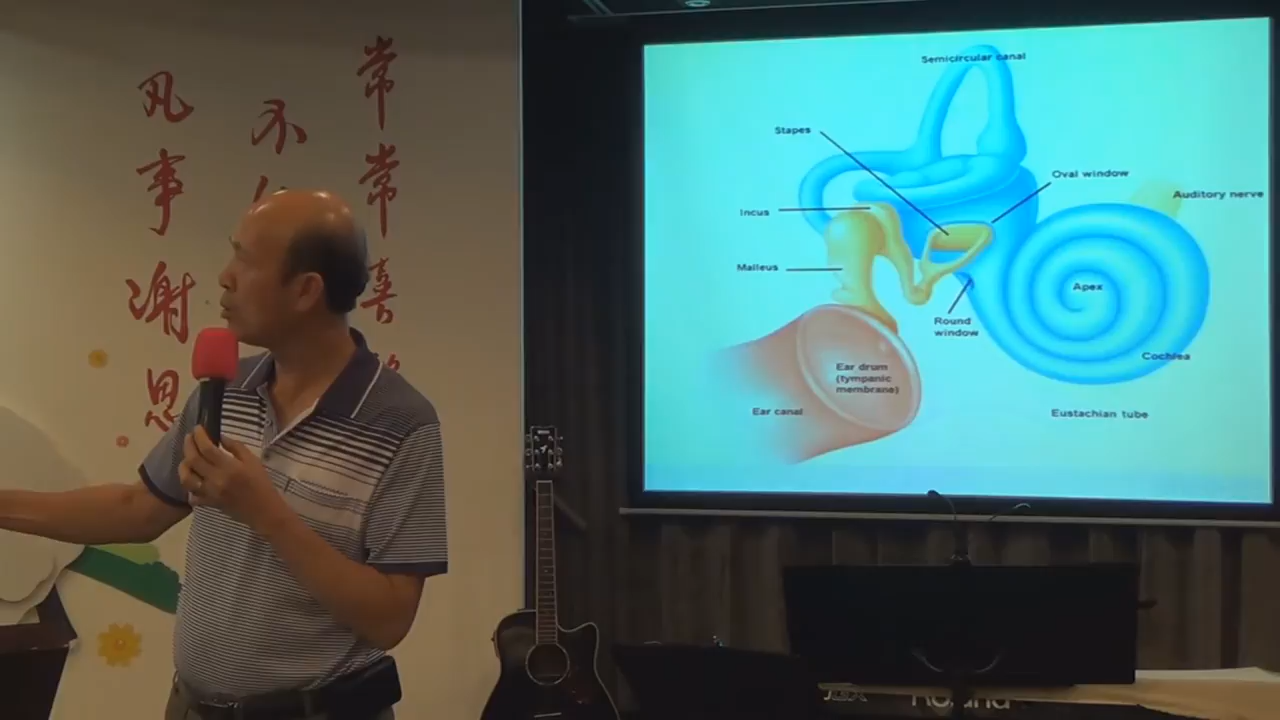 常常喜
不
凡事谢恩
Semicircular canal
Stapes
Oval window
Auditory nerve
Incus
Malleus
Apex
Round
window
Cochlea
Ear drum
(tympanic
membrane)
Ear canal
Eustachian tube